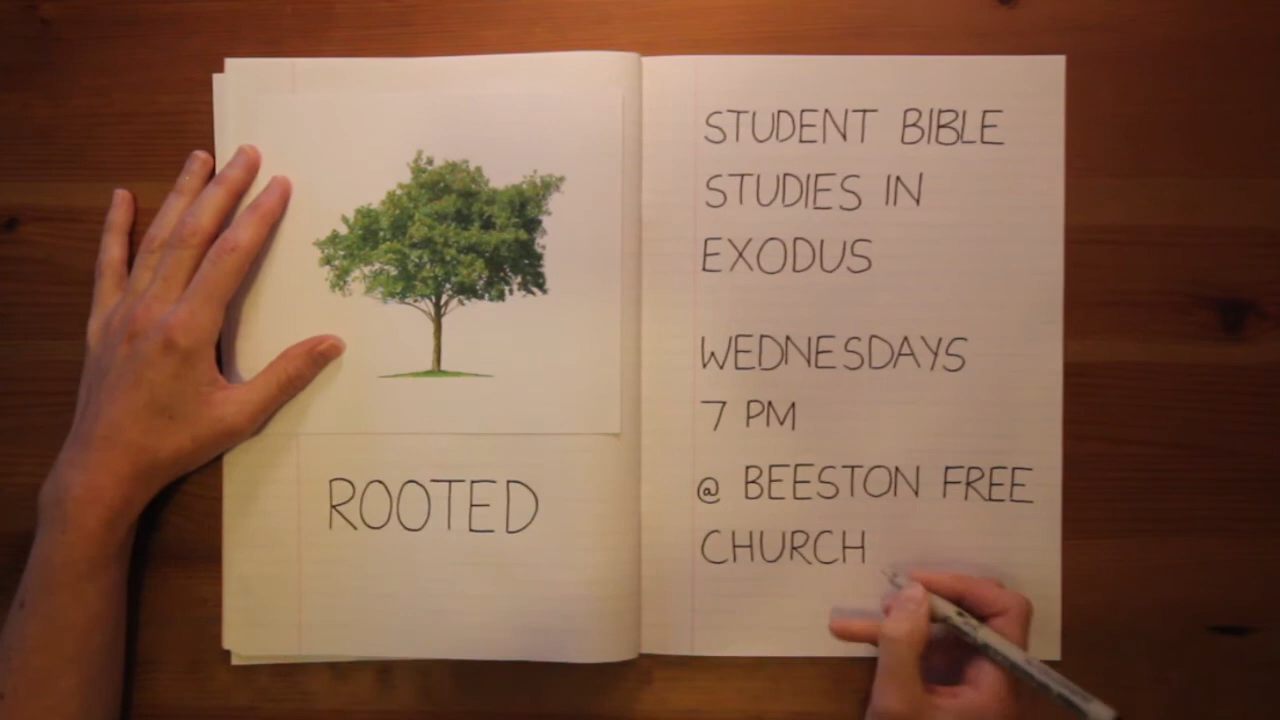 ROOTED
STUDENT BIBLE
STUDIES IN
EXODUS
WEDNESDAYS
7 PM
@ BEESTON FREE
CHURCH